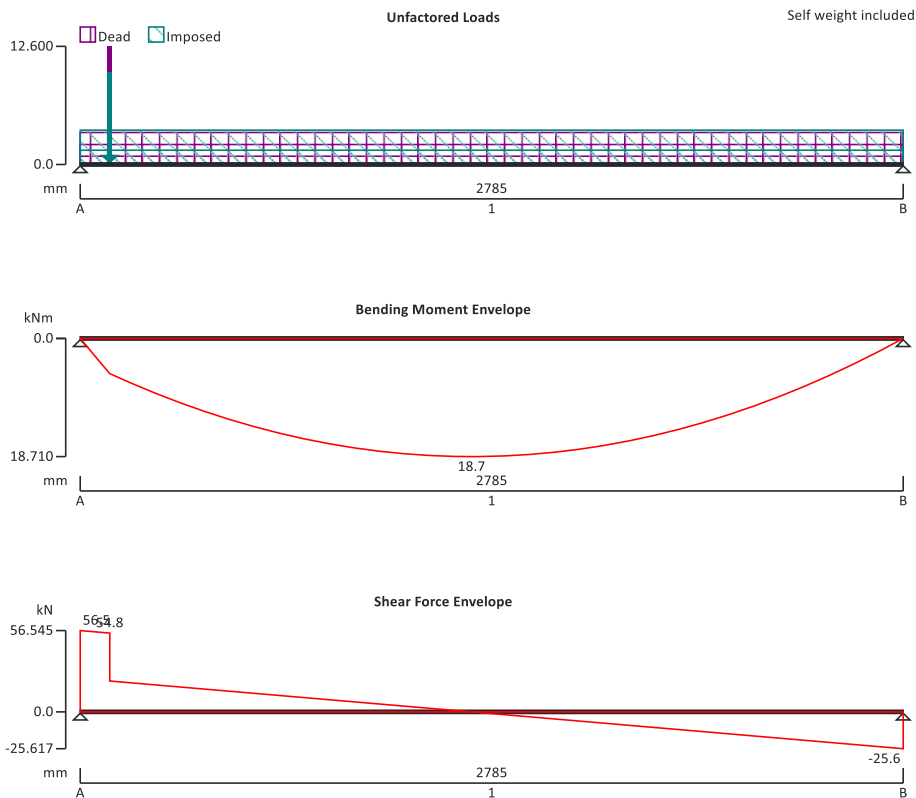 Unfactored Loads
Self weight included
Dead Imposed
12.600
0.0
mm 2785
A 1 B
Bending Moment Envelope
kNm
0.0
18.710
18.7
mm 2785
A 1 B
Shear Force Envelope
kN
56.5 54.8
56.545
0.0
-25.617
-25.6
mm 2785
A 1 B